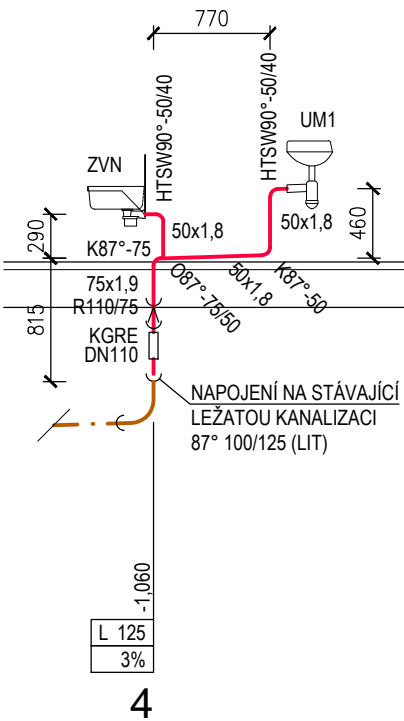 770
HTSW90°-50/40
HTSW90°-50/40
UM1
ZVN
290
50x1,8
50x1,8
460
K87°-75
O87°-75/50
50x1,8
K87°-50
75x1,9
R110/75
815
KGRE
DN110
NAPOJENÍ NA STÁVAJÍCÍ
LEŽATOU KANALIZACI
87° 100/125 (LIT)
-1,060
L 125
3%
4